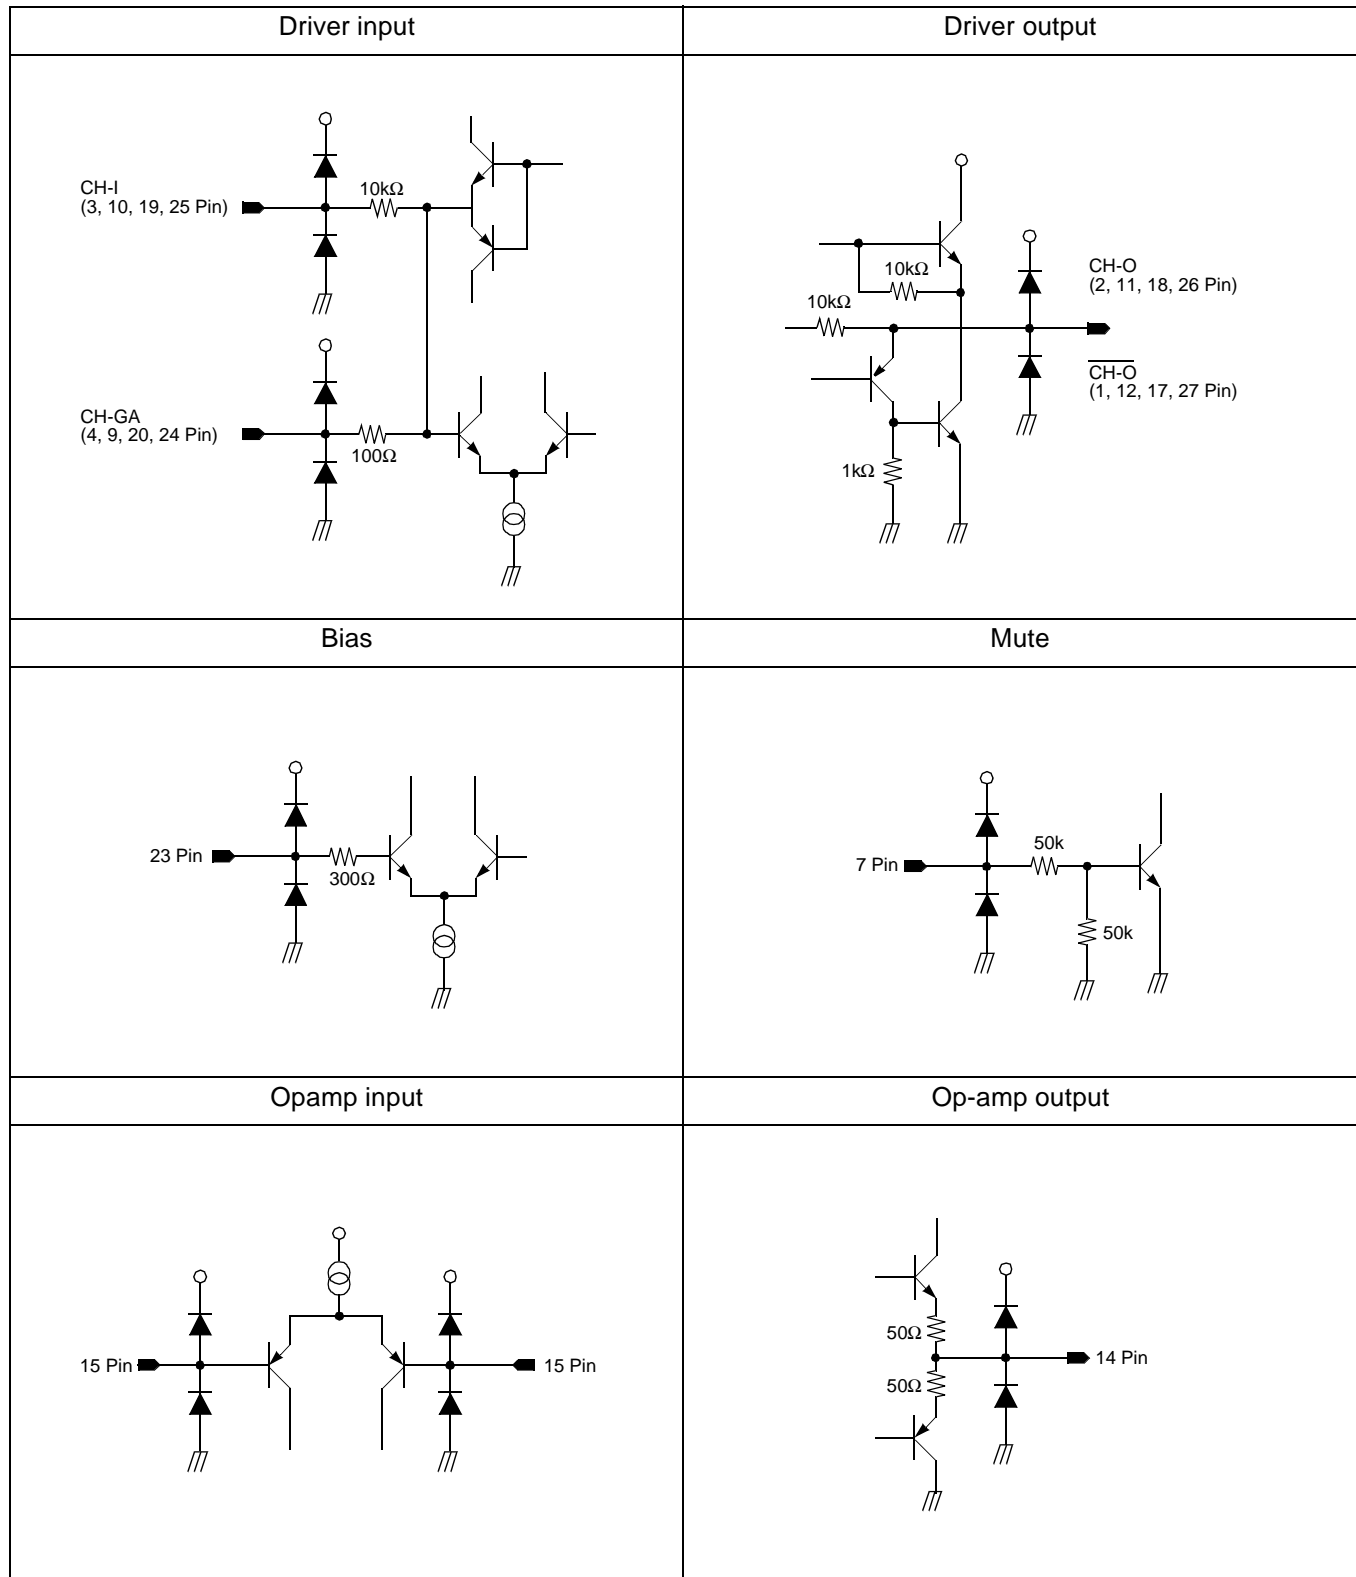 Driver input
Driver output
CH-I
(3, 10, 19, 25 Pin)
10kΩ
CH-GA
(4, 9, 20, 24 Pin)
100Ω
10kΩ
10kΩ
CH-O
(2, 11, 18, 26 Pin)
CH-O
(1, 12, 17, 27 Pin)
1kΩ
Bias
Mute
23 Pin
300Ω
7 Pin
50k
50k
Opamp input
Op-amp output
15 Pin
15 Pin
50Ω
50Ω
14 Pin